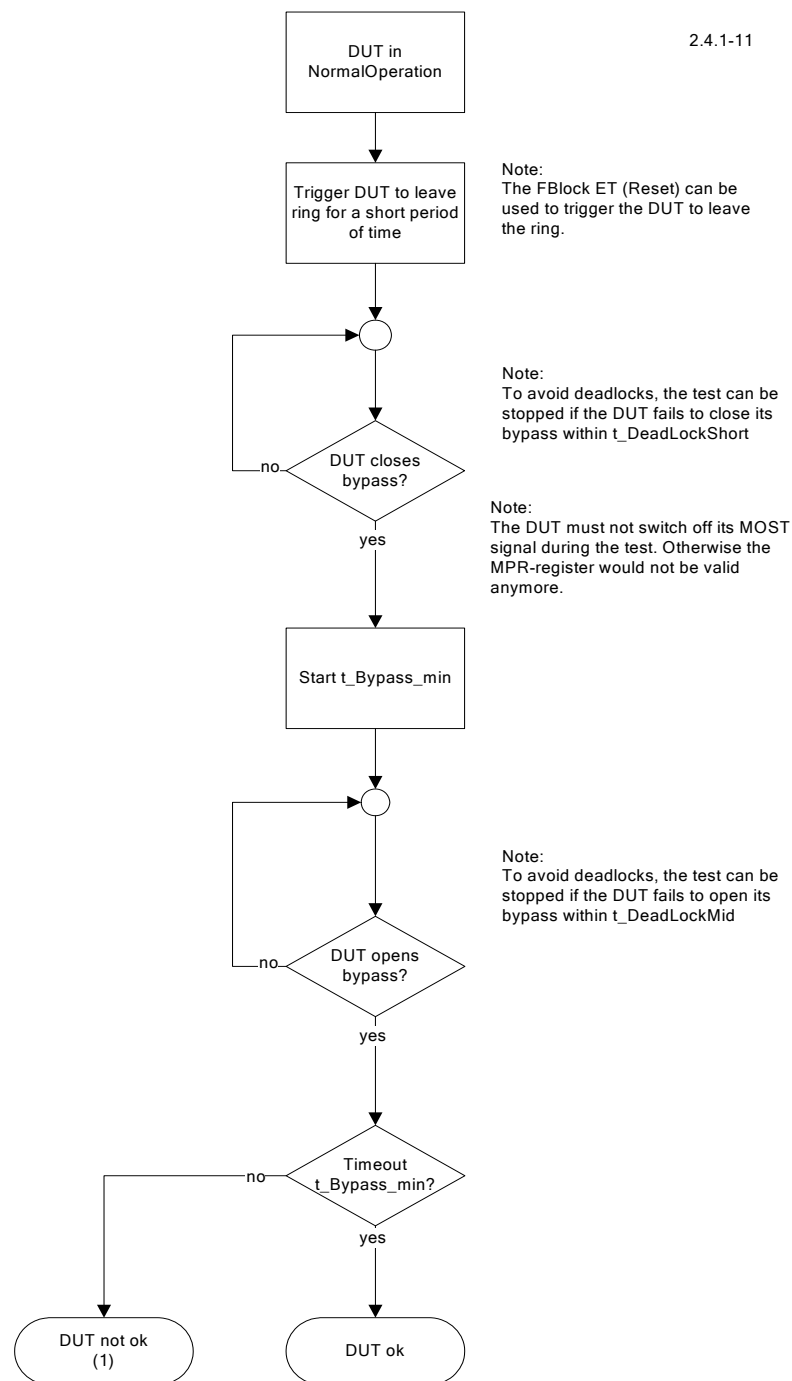 2.4.1-11
DUT in
NormalOperation
Trigger DUT to leave
ring for a short period
of time
Note:
The FBlock ET (Reset) can be
used to trigger the DUT to leave
the ring.
Note:
To avoid deadlocks, the test can be
stopped if the DUT fails to close its
bypass within t_DeadLockShort
DUT closes
bypass?
no
yes
Note:
The DUT must not switch off its MOST
signal during the test. Otherwise the
MPR-register would not be valid
anymore.
Start t_Bypass_min
Note:
To avoid deadlocks, the test can be
stopped if the DUT fails to open its
bypass within t_DeadLockMid
DUT opens
bypass?
no
yes
Timeout
t_Bypass_min?
no
yes
DUT not ok
(1)
DUT ok